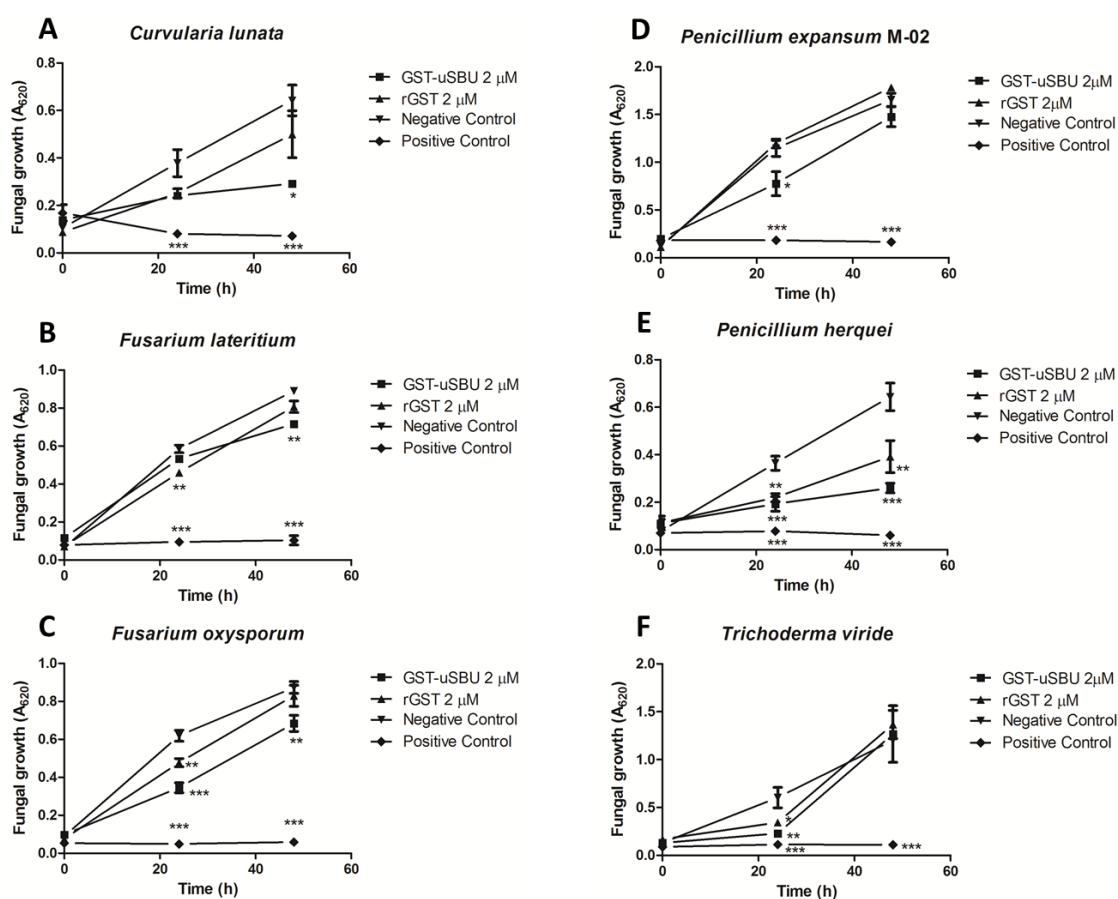 A
Curvularia lunata
Fungal growth (A620)
0.8
0.6
0.4
0.2
0.0
*
***
***
0
20
40
60
Time (h)
GST-uSBU 2 μM
rGST 2 μM
Negative Control
Positive Control
B
Fusarium lateritium
Fungal growth (A620)
1.0
0.8
0.6
0.4
0.2
0.0
**
**
***
***
0
20
40
60
Time (h)
GST-uSBU 2 μM
rGST 2 μM
Negative Control
Positive Control
C
Fusarium oxysporum
Fungal growth (A620)
1.0
0.8
0.6
0.4
0.2
0.0
**
**
***
***
***
0
20
40
60
Time (h)
GST-uSBU 2 μM
rGST 2 μM
Negative Control
Positive Control
D
Penicillium expansum M-02
Fungal growth (A620)
2.0
1.5
1.0
0.5
0.0
*
***
***
0
20
40
60
Time (h)
GST-uSBU 2μM
rGST 2μM
Negative Control
Positive Control
E
Penicillium herquei
Fungal growth (A620)
0.8
0.6
0.4
0.2
0.0
**
**
***
***
***
***
0
20
40
60
Time (h)
GST-uSBU 2 μM
rGST 2 μM
Negative Control
Positive Control
F
Trichoderma viride
Fungal growth (A620)
2.0
1.5
1.0
0.5
0.0
*
**
***
***
0
20
40
60
Time (h)
GST-uSBU 2μM
rGST 2 μM
Negative Control
Positive Control